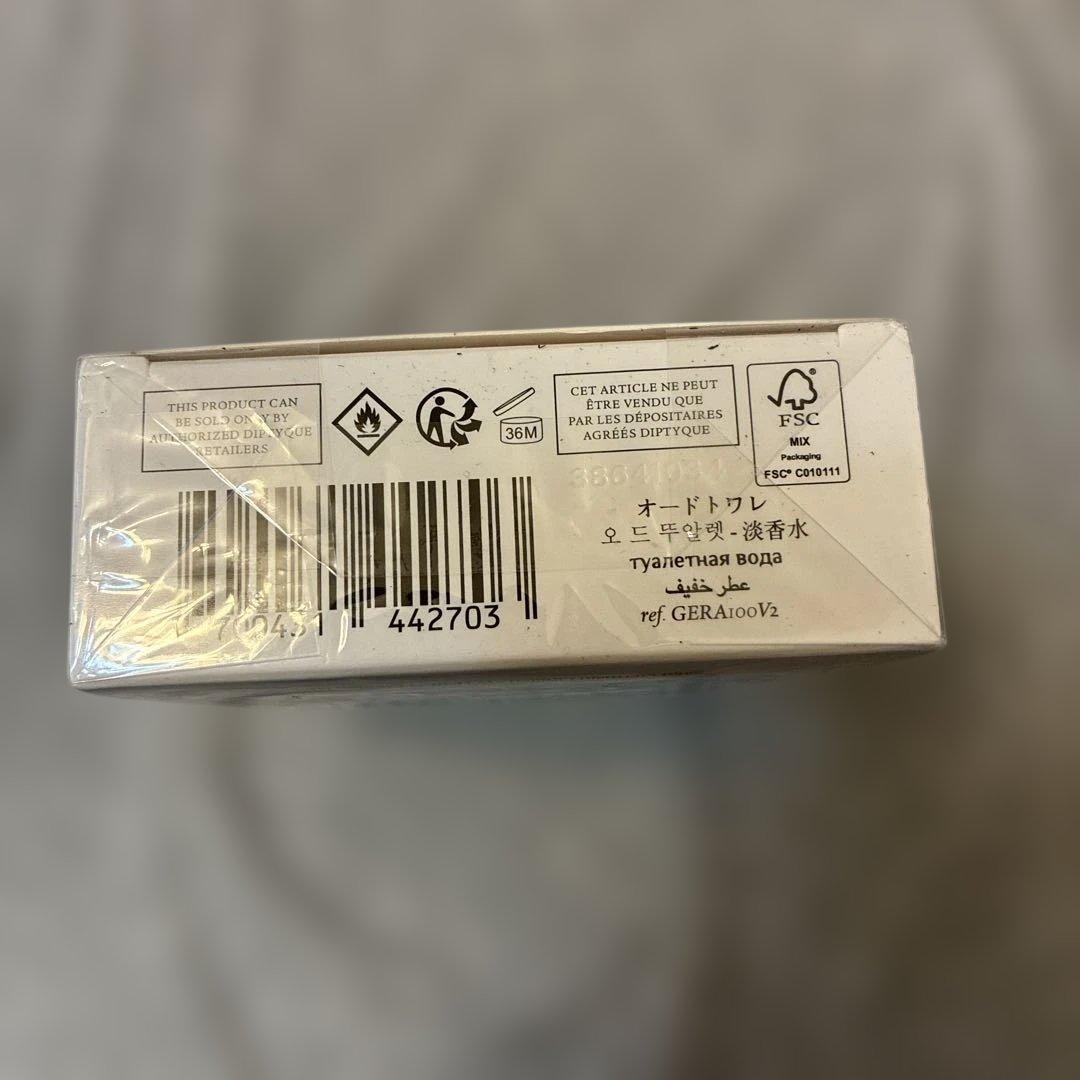 THIS PRODUCT CAN
BE SOLD ONLY BY
AUTHORIZED DIPTYQUE
RETAILERS
36M
CET ARTICLE NE PEUT
ÊTRE VENDU QUE
PAR LES DÉPOSITAIRES
AGRÉÉS DIPTYQUE
FSC
MIX
Packaging
FSC® C010111
オードトワレ
오 드 뚜왈렛 - 淡香水
туалетная вода
عطر خفيف
ref. GERA100V2
442703